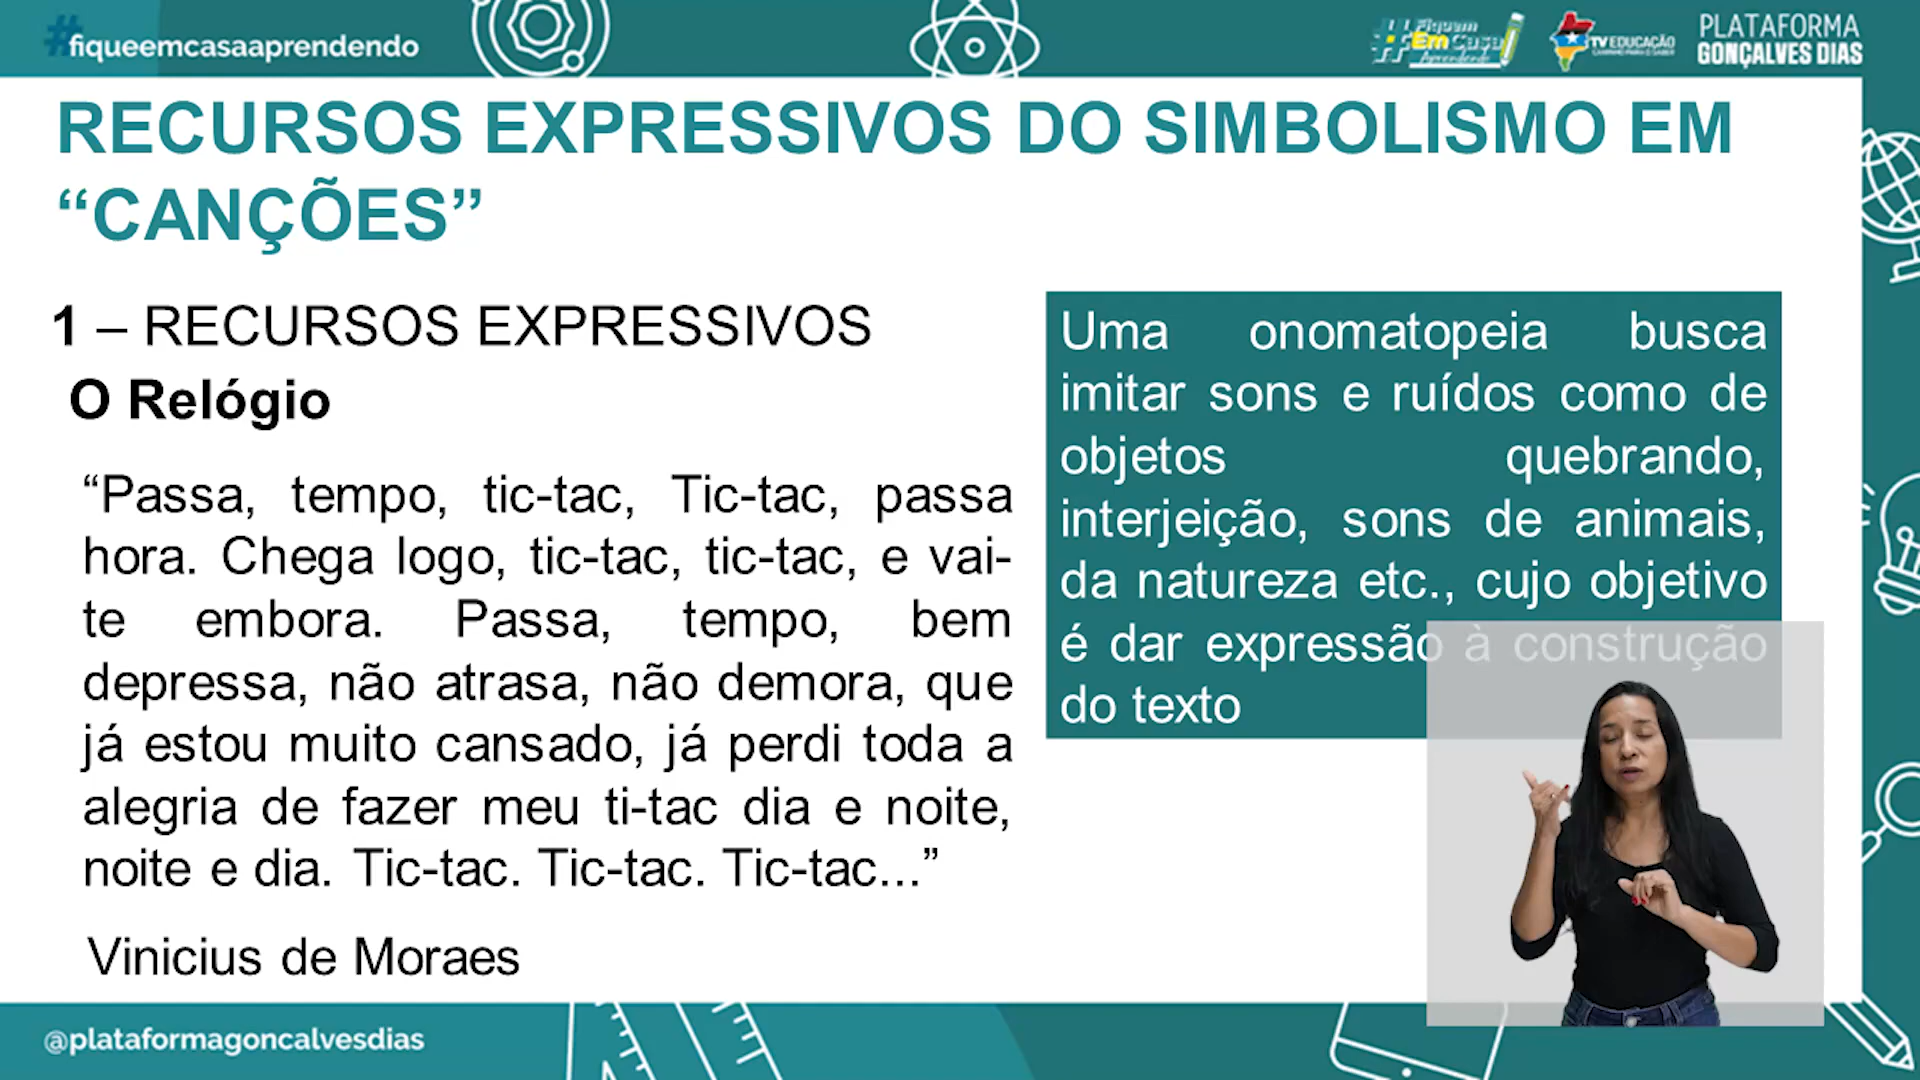 #fiqueemcasaaprendendo
#Fiquem
Em Casa
Aprendendo
TV EDUCAÇÃO
PLATAFORMA
GONÇALVES DIAS
RECURSOS EXPRESSIVOS DO SIMBOLISMO EM
“CANÇÕES”
1 – RECURSOS EXPRESSIVOS
O Relógio
“Passa, tempo, tic-tac, Tic-tac, passa
hora. Chega logo, tic-tac, tic-tac, e vai-
te embora. Passa, tempo, bem
depressa, não atrasa, não demora, que
já estou muito cansado, já perdi toda a
alegria de fazer meu ti-tac dia e noite,
noite e dia. Tic-tac. Tic-tac. Tic-tac...”
Vinicius de Moraes
Uma onomatopeia busca
imitar sons e ruídos como de
objetos quebrando,
interjeição, sons de animais,
da natureza etc., cujo objetivo
é dar expressão à construção
do texto
@plataformagoncalvesdias